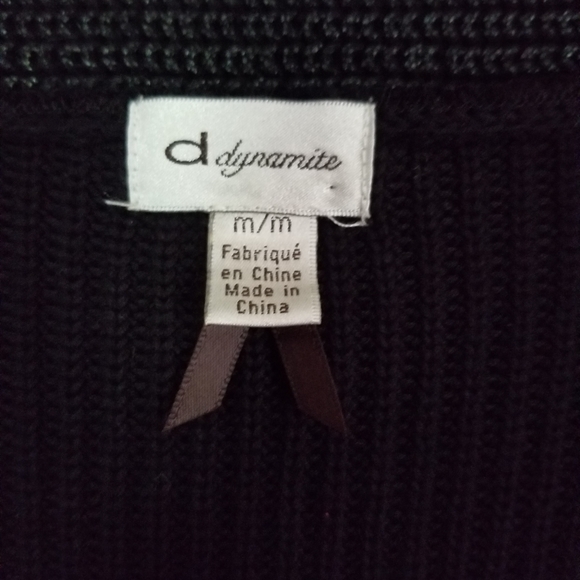 d dynamite
m/m
Fabriqué
en Chine
Made in
China